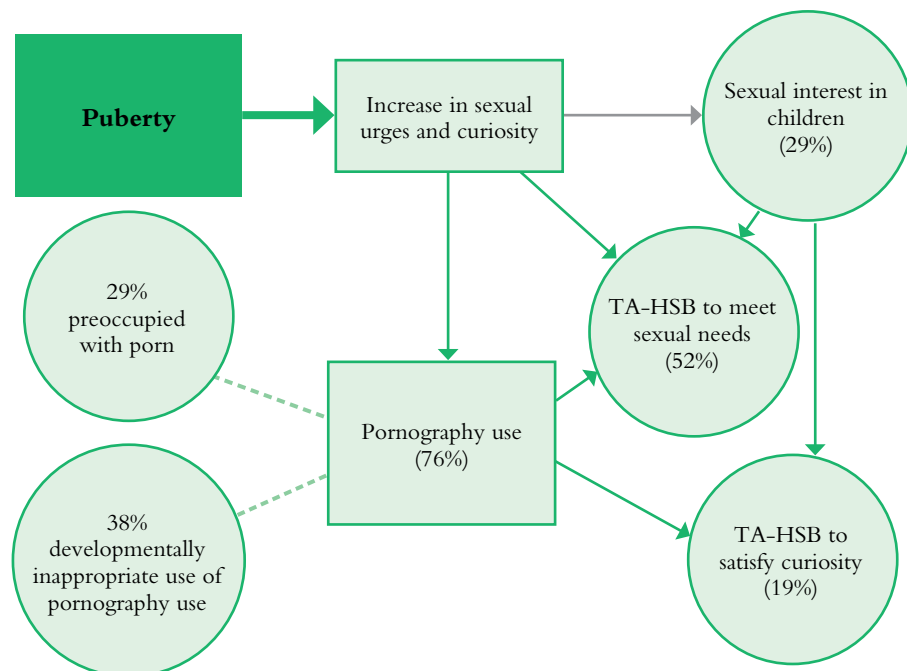 Puberty
Increase in sexual
urges and curiosity
Sexual interest in
children
(29%)
29%
preoccupied
with porn
TA-HSB to meet
sexual needs
(52%)
Pornography use
(76%)
38%
developmentally
inappropriate use of
pornography use
TA-HSB to
satisfy curiosity
(19%)